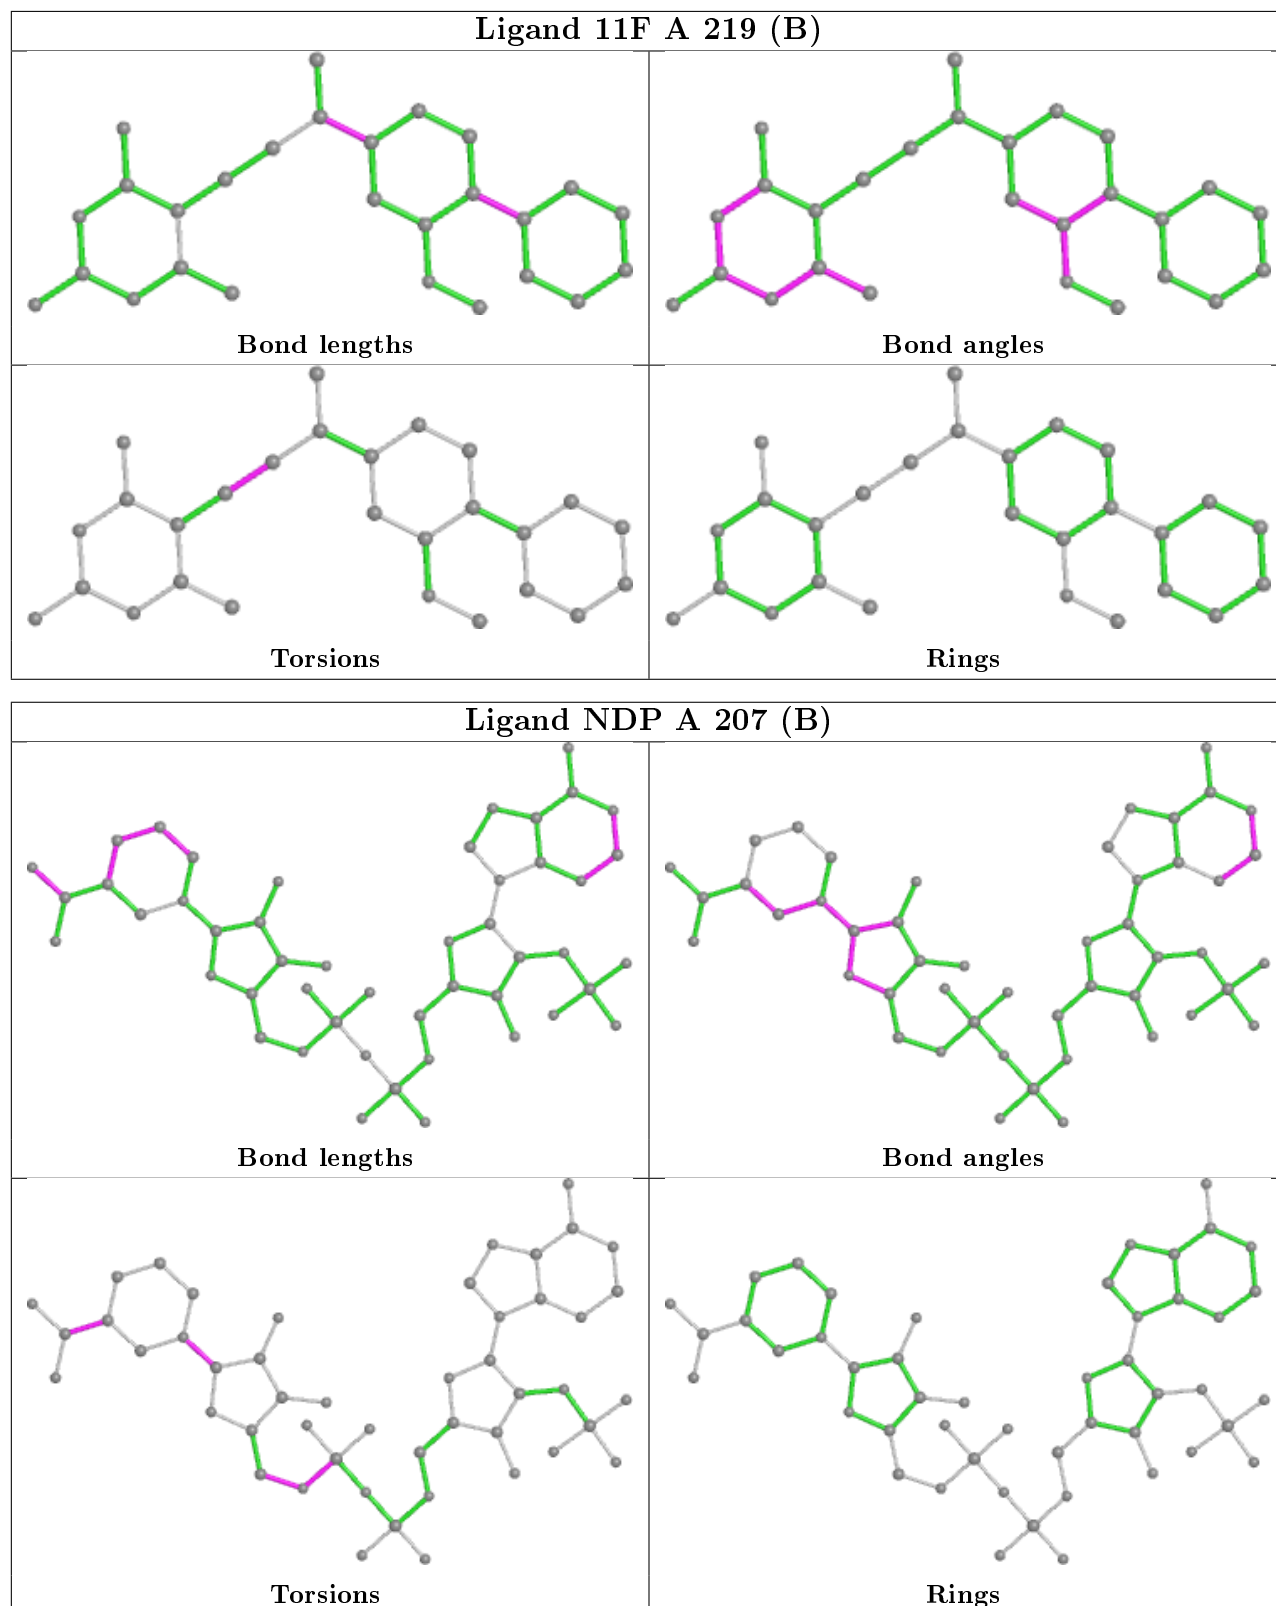 Ligand 11F A 219 (B)
Bond lengths
Bond angles
Torsions
Rings
Ligand NDP A 207 (B)
Bond lengths
Bond angles
Torsions
Rings